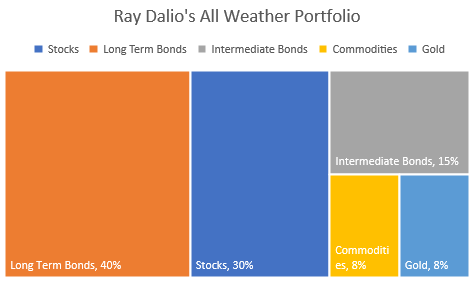 Ray Dalio's All Weather Portfolio
Stocks Long Term Bonds Intermediate Bonds Commodities Gold
Intermediate Bonds, 15%
Long Term Bonds, 40%
Stocks, 30%
Commoditi
es, 8%
Gold, 8%